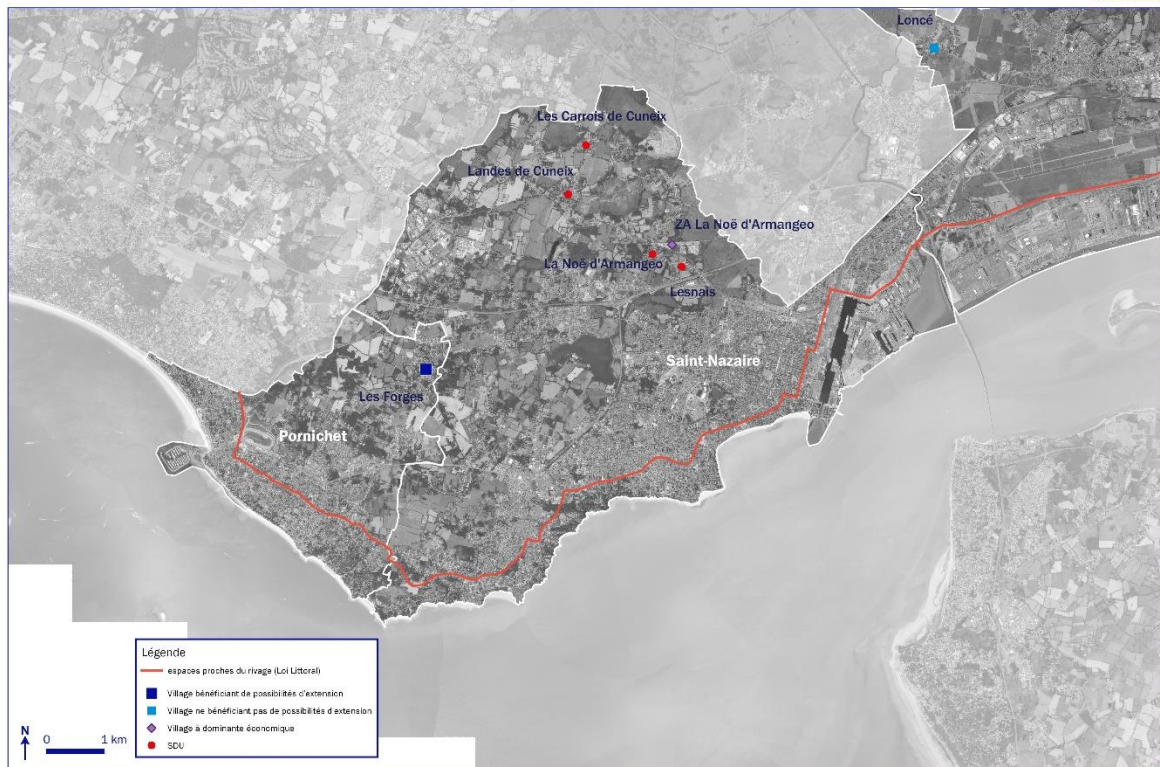 Loncé
Les Carrois de Cuneix
Landes de Cuneix
ZA La Noë d'Armangeo
La Noë d'Armangeo
Lesnais
Saint-Nazaire
Les Forges
Pornichet
Légende
espaces proches du rivage (Loi Littoral)
Village bénéficiant de possibilités d'extension
Village ne bénéficiant pas de possibilités d'extension
Village à dominante économique
SDU
N
0 1 km